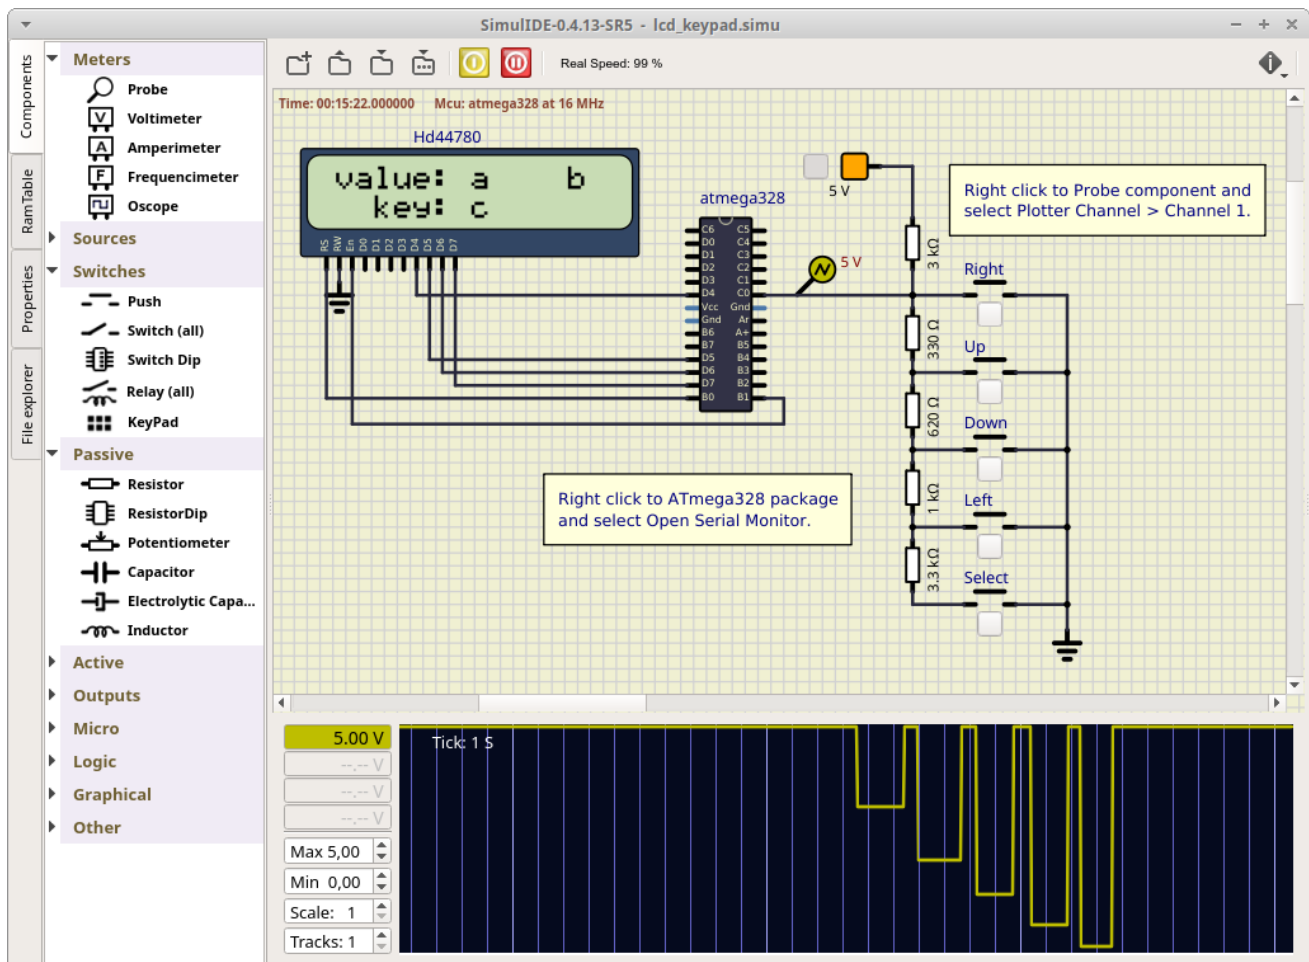 SimulIDE-0.4.13-SR5 - lcd_keypad.simu
Components
RamTable
Properties
File explorer
Meters
Probe
V Voltimeter
A Amperimeter
F Frequencimeter
Oscope
Sources
Switches
Push
Switch (all)
Switch Dip
Relay (all)
KeyPad
Passive
Resistor
ResistorDip
Potentiometer
Capacitor
Electrolytic Capa...
Inductor
Active
Outputs
Micro
Logic
Graphical
Other
Real Speed: 99 %
Time: 00:15:22.000000 Mcu: atmega328 at 16 MHz
Hd44780
value: a b
key: c
RS RW En D0 D1 D2 D3 D4 D5 D6 D7
atmega328
C6 C5
D0 C4
D1 C3
D2 C2
D3 C1
D4 C0
Vcc Gnd
Gnd Ar
B6 A+
B7 B5
D5 B4
D6 B3
D7 B2
B0 B1
5 V
5 V
Right click to Probe component and
select Plotter Channel > Channel 1.
3 kΩ
Right
330 Ω
Up
620 Ω
Down
1 kΩ
Left
3.3 kΩ
Select
Right click to ATmega328 package
and select Open Serial Monitor.
5.00 V
--.-- V
--.-- V
--.-- V
Max 5,00
Min 0,00
Scale: 1
Tracks: 1
Tick: 1 S